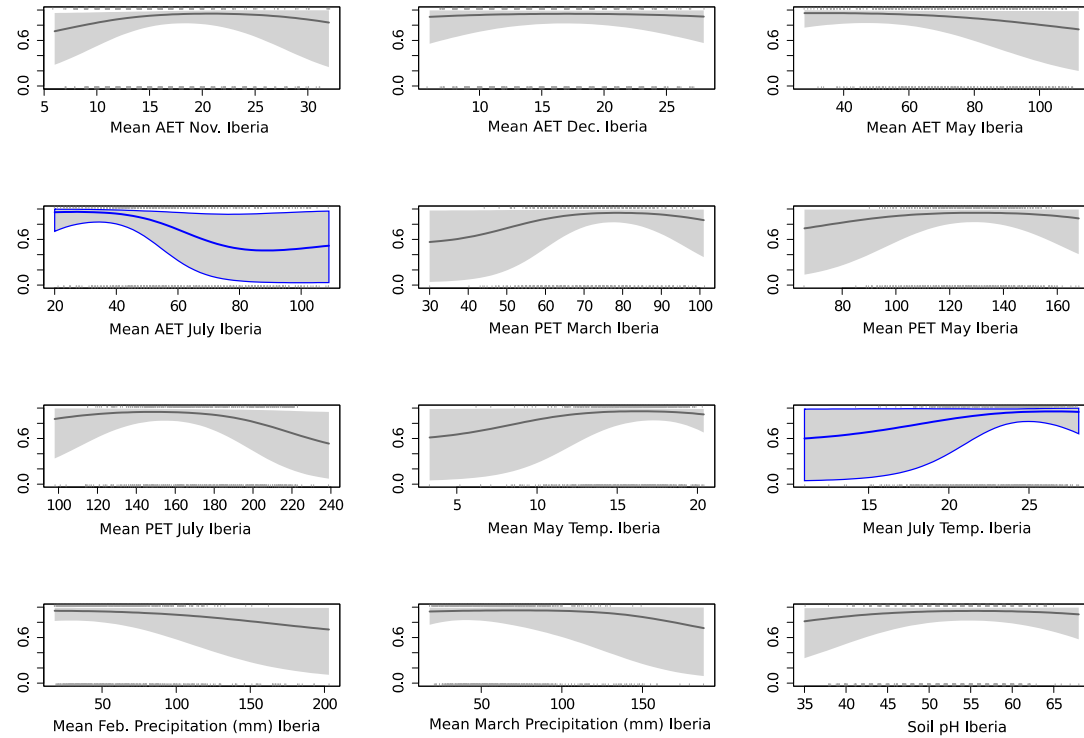 0.0 0.6
5 10 15 20 25 30
Mean AET Nov. Iberia
0.0 0.6
10 15 20 25
Mean AET Dec. Iberia
0.0 0.6
40 60 80 100
Mean AET May Iberia
0.0 0.6
20 40 60 80 100
Mean AET July Iberia
0.0 0.6
30 40 50 60 70 80 90 100
Mean PET March Iberia
0.0 0.6
80 100 120 140 160
Mean PET May Iberia
0.0 0.6
100 120 140 160 180 200 220 240
Mean PET July Iberia
0.0 0.6
5 10 15 20
Mean May Temp. Iberia
0.0 0.6
15 20 25
Mean July Temp. Iberia
0.0 0.6
50 100 150 200
Mean Feb. Precipitation (mm) Iberia
0.0 0.6
50 100 150
Mean March Precipitation (mm) Iberia
0.0 0.6
35 40 45 50 55 60 65
Soil pH Iberia